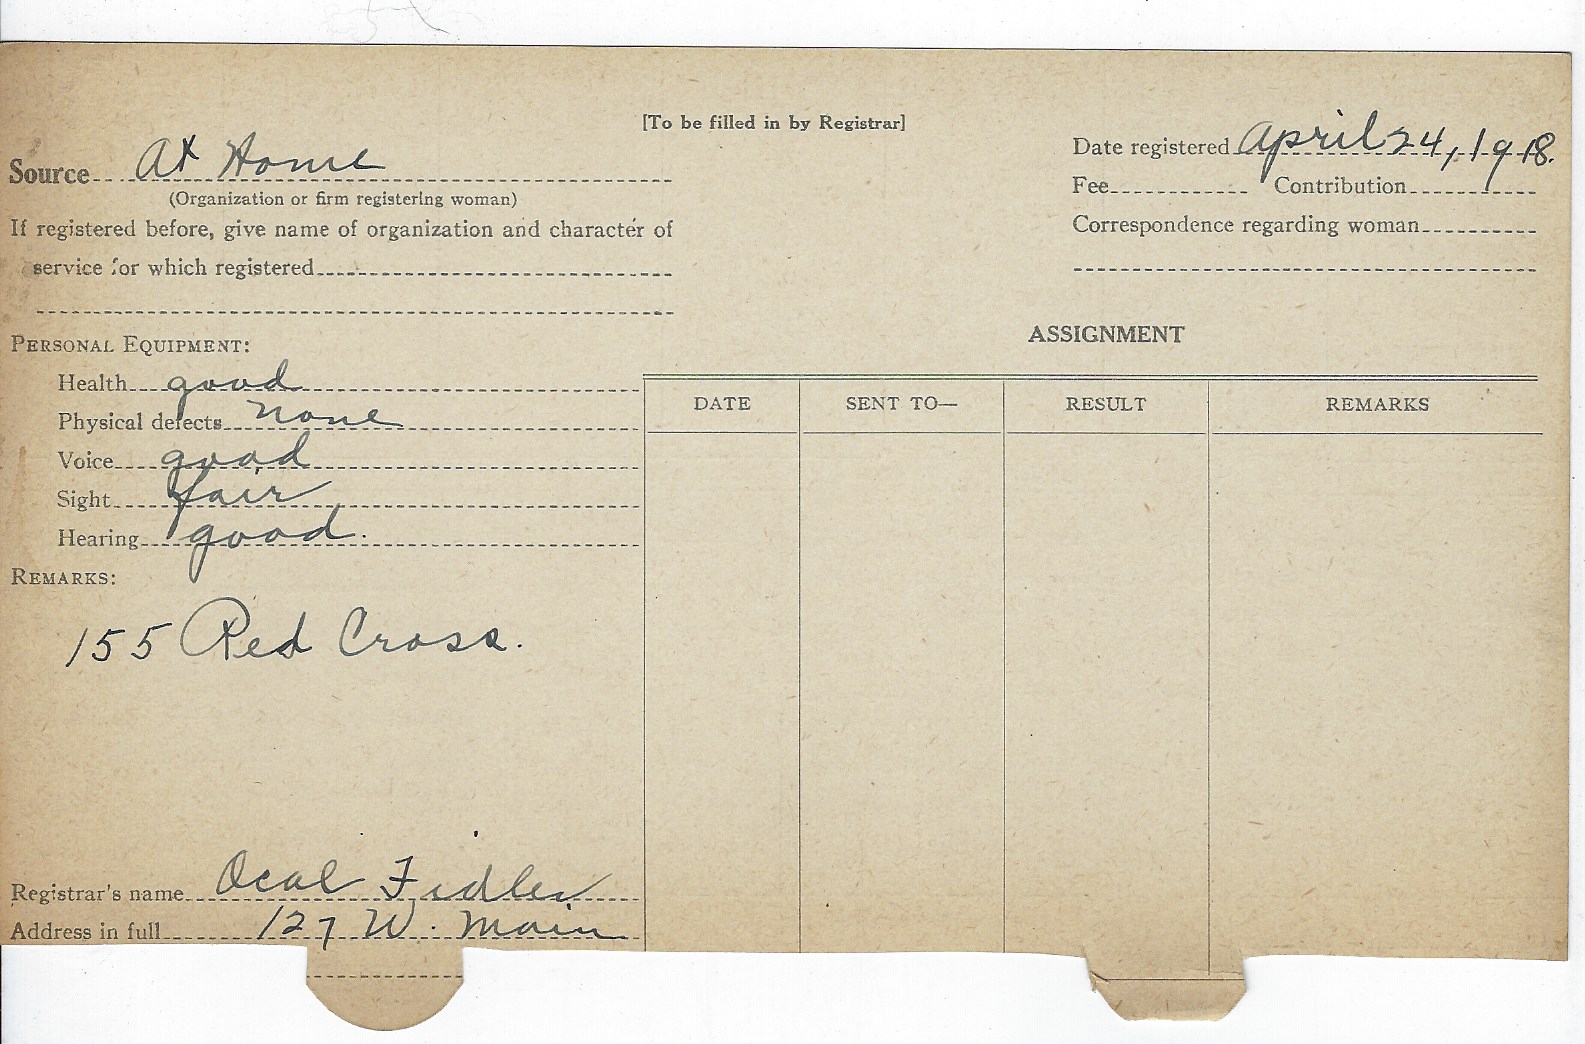 [To be filled in by Registrar]
Source At Home
(Organization or firm registering woman)
If registered before, give name of organization and character of
service for which registered
Date registered April 24, 1918.
Fee Contribution
Correspondence regarding woman
PERSONAL EQUIPMENT:
Health good
Physical defects none
Voice good
Sight fair
Hearing good.
REMARKS:
155 Red Cross.
Registrar's name Ocal Fidler
Address in full 127 W. Main
ASSIGNMENT
DATE SENT TO— RESULT REMARKS